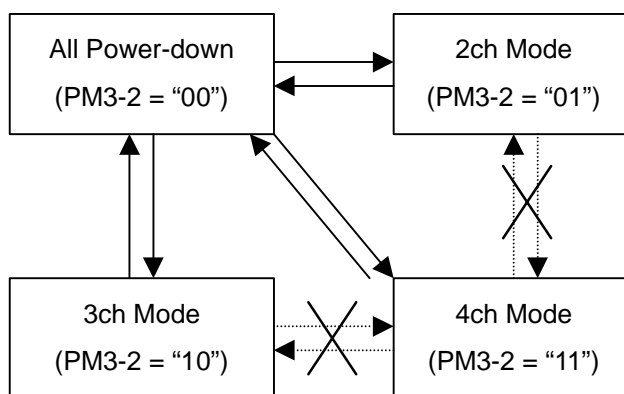 All Power-down
(PM3-2 = “00”)
2ch Mode
(PM3-2 = “01”)
3ch Mode
(PM3-2 = “10”)
4ch Mode
(PM3-2 = “11”)